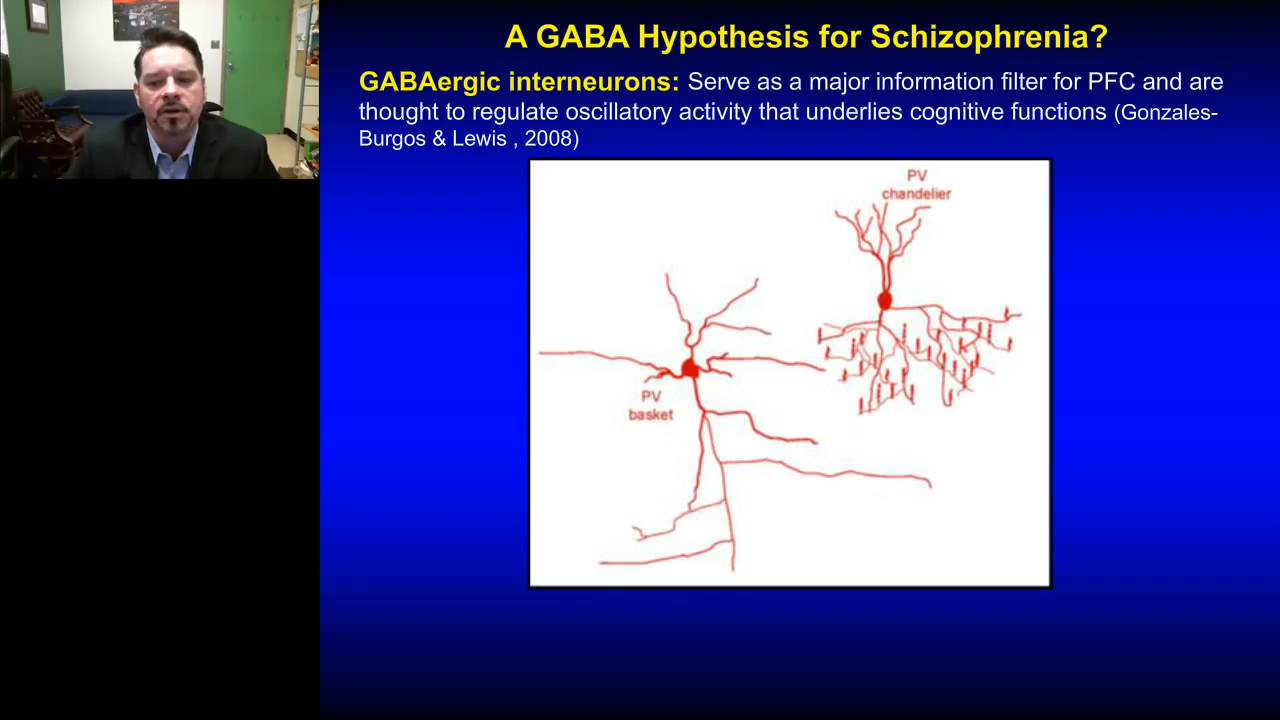 A GABA Hypothesis for Schizophrenia?
GABAergic interneurons: Serve as a major information filter for PFC and are
thought to regulate oscillatory activity that underlies cognitive functions (Gonzales-
Burgos & Lewis , 2008)
PV
chandelier
PV
basket